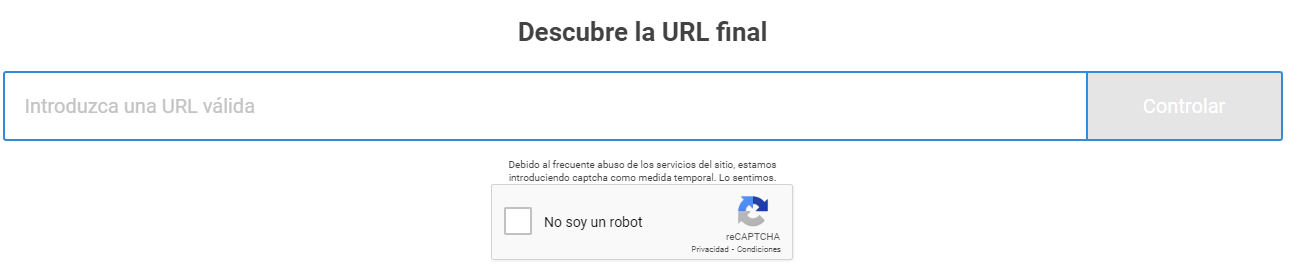 Descubre la URL final
Introduzca una URL válida
Controlar
Debido al frecuente abuso de los servicios del sitio, estamos
introduciendo captcha como medida temporal. Lo sentimos.
No soy un robot
reCAPTCHA
Privacidad - Condiciones